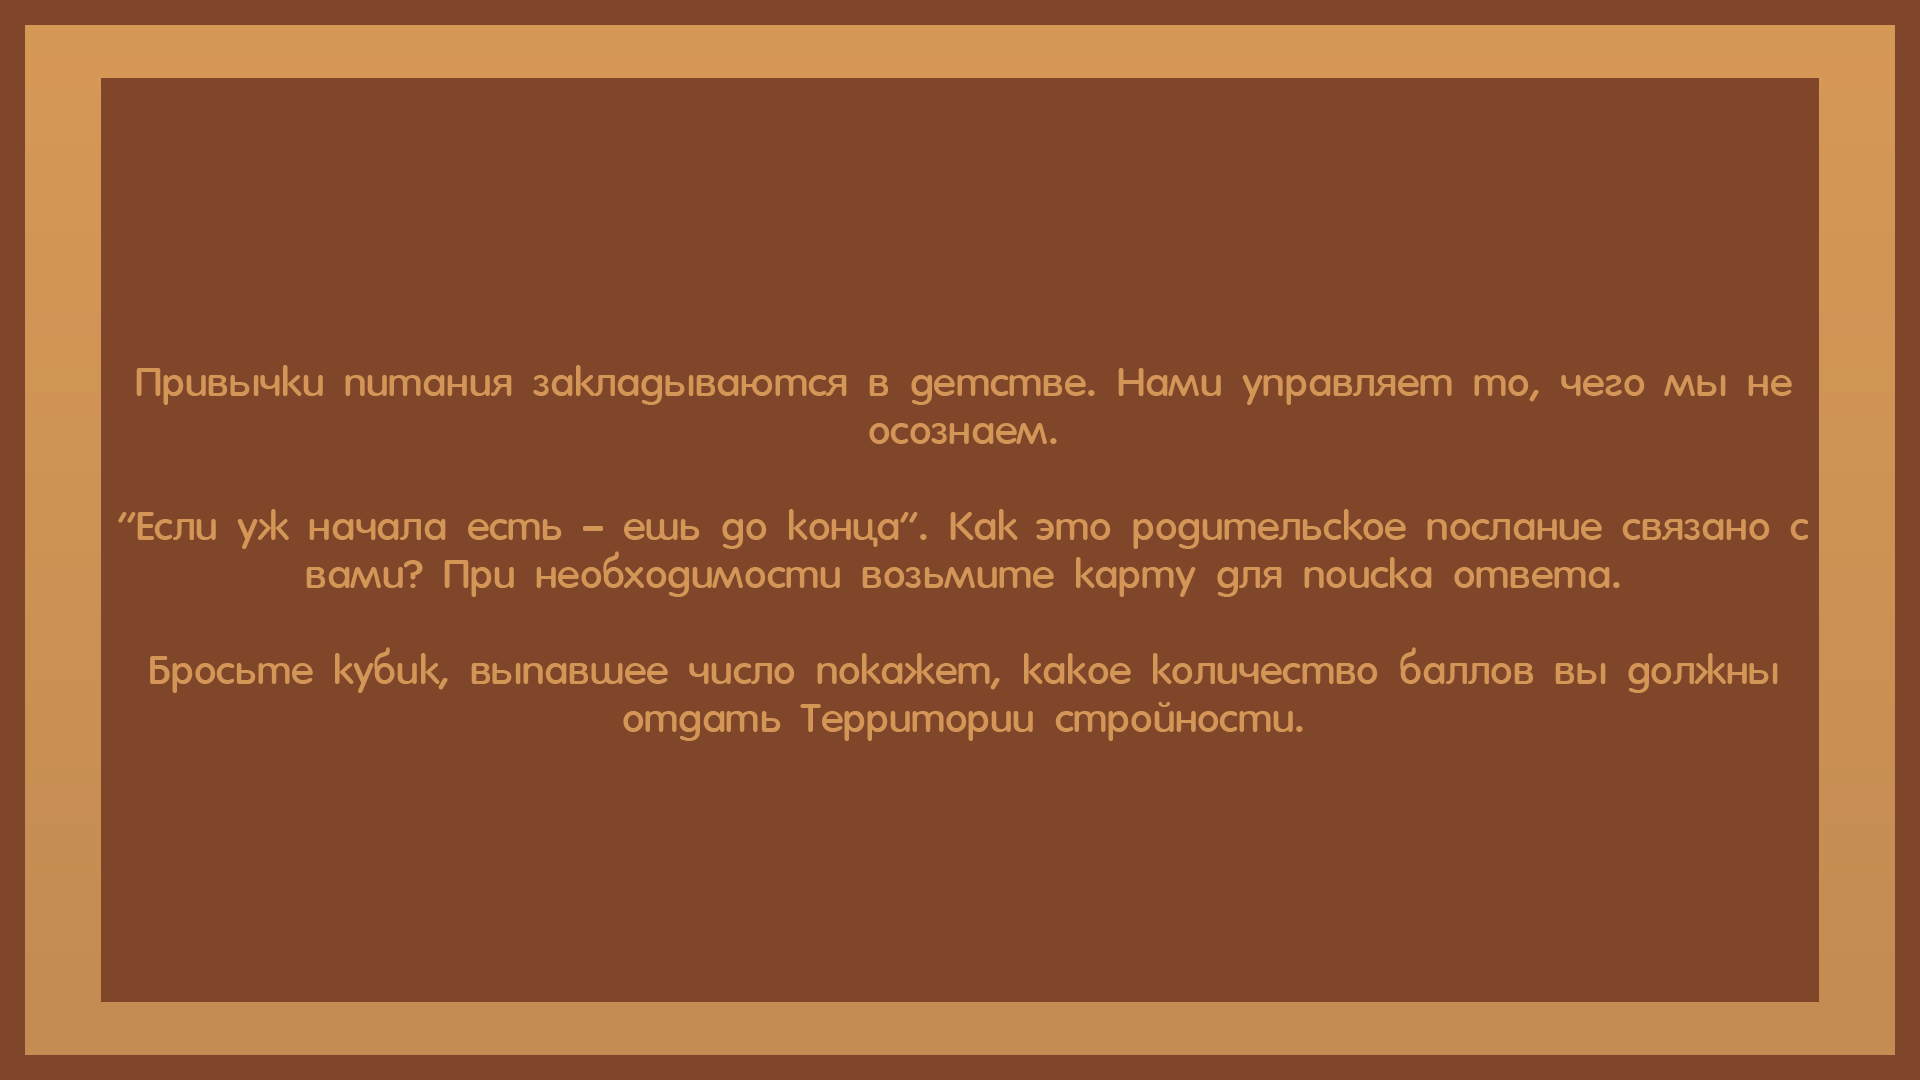 Привычки питания закладываются в детстве. Нами управляет то, чего мы не
осознаем.
"Если уж начала есть – ешь до конца". Как это родительское послание связано с
вами? При необходимости возьмите карту для поиска ответа.
Бросьте кубик, выпавшее число покажет, какое количество баллов вы должны
отдать Территории стройности.